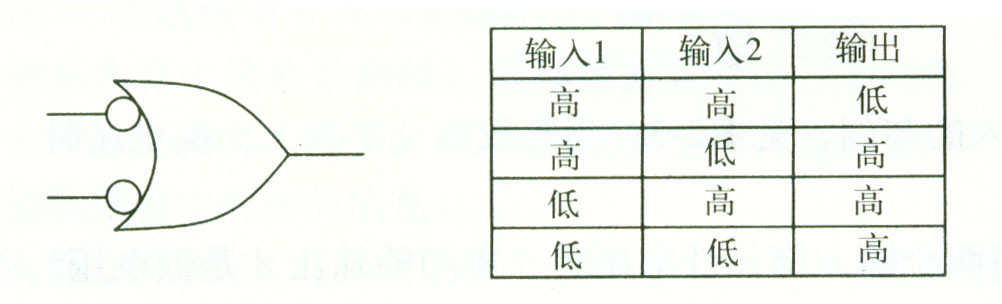 输入1 输入2 输出
高 高 低
高 低 高
低 高 高
低 低 高